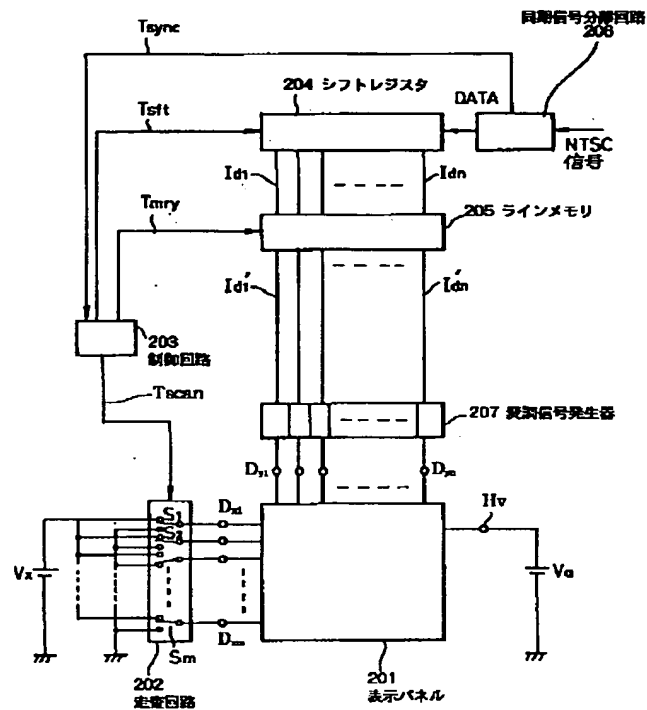 同期信号分離回路
206
Tsync
204 シフトレジスタ
DATA
Tsft
NTSC
信号
Id1
Idn
Tmry
205 ラインメモリ
Id1'
Idn'
203
制御回路
Tscan
207 変調信号発生器
Dy1
Dyn
Hv
S1
Dx1
S2
Vx
Va
Sm
Dxm
202
走査回路
201
表示パネル